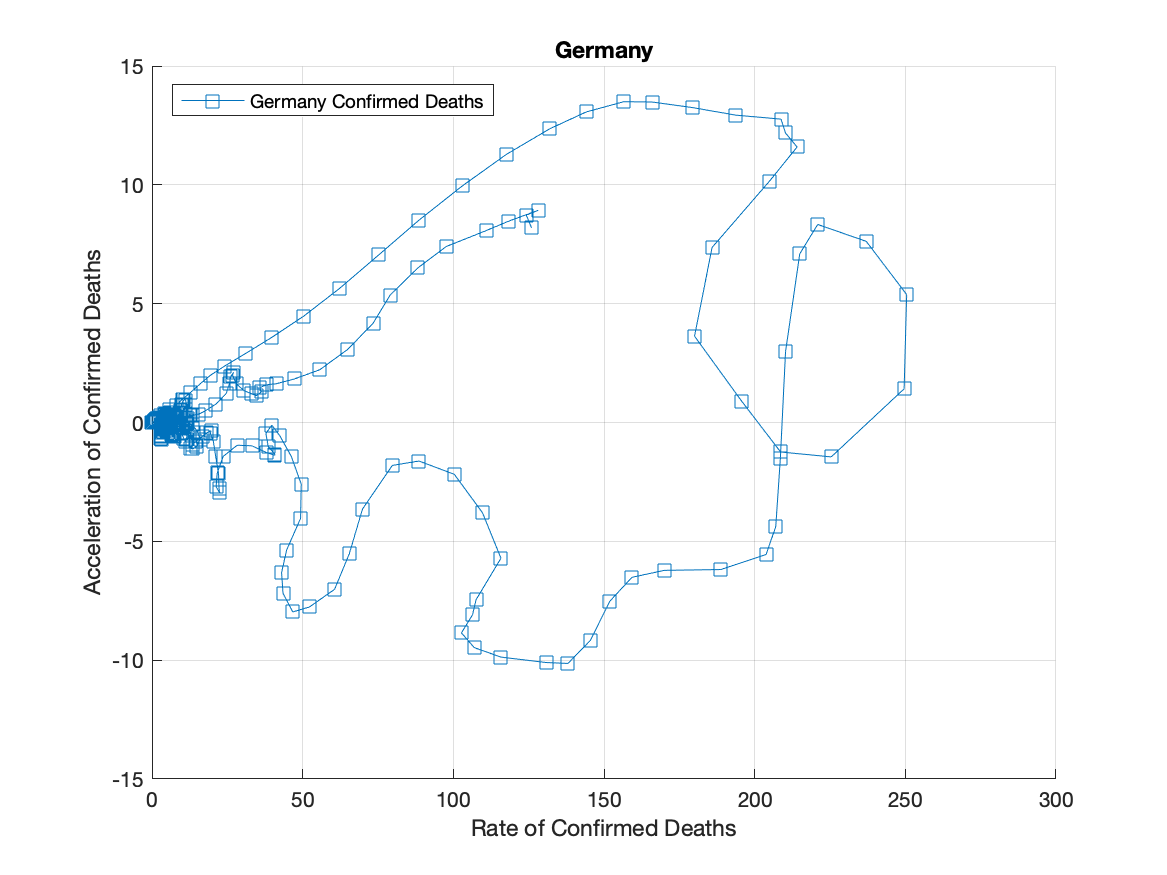 Germany
Germany Confirmed Deaths
15
10
5
0
-5
-10
-15
Acceleration of Confirmed Deaths
0 50 100 150 200 250 300
Rate of Confirmed Deaths